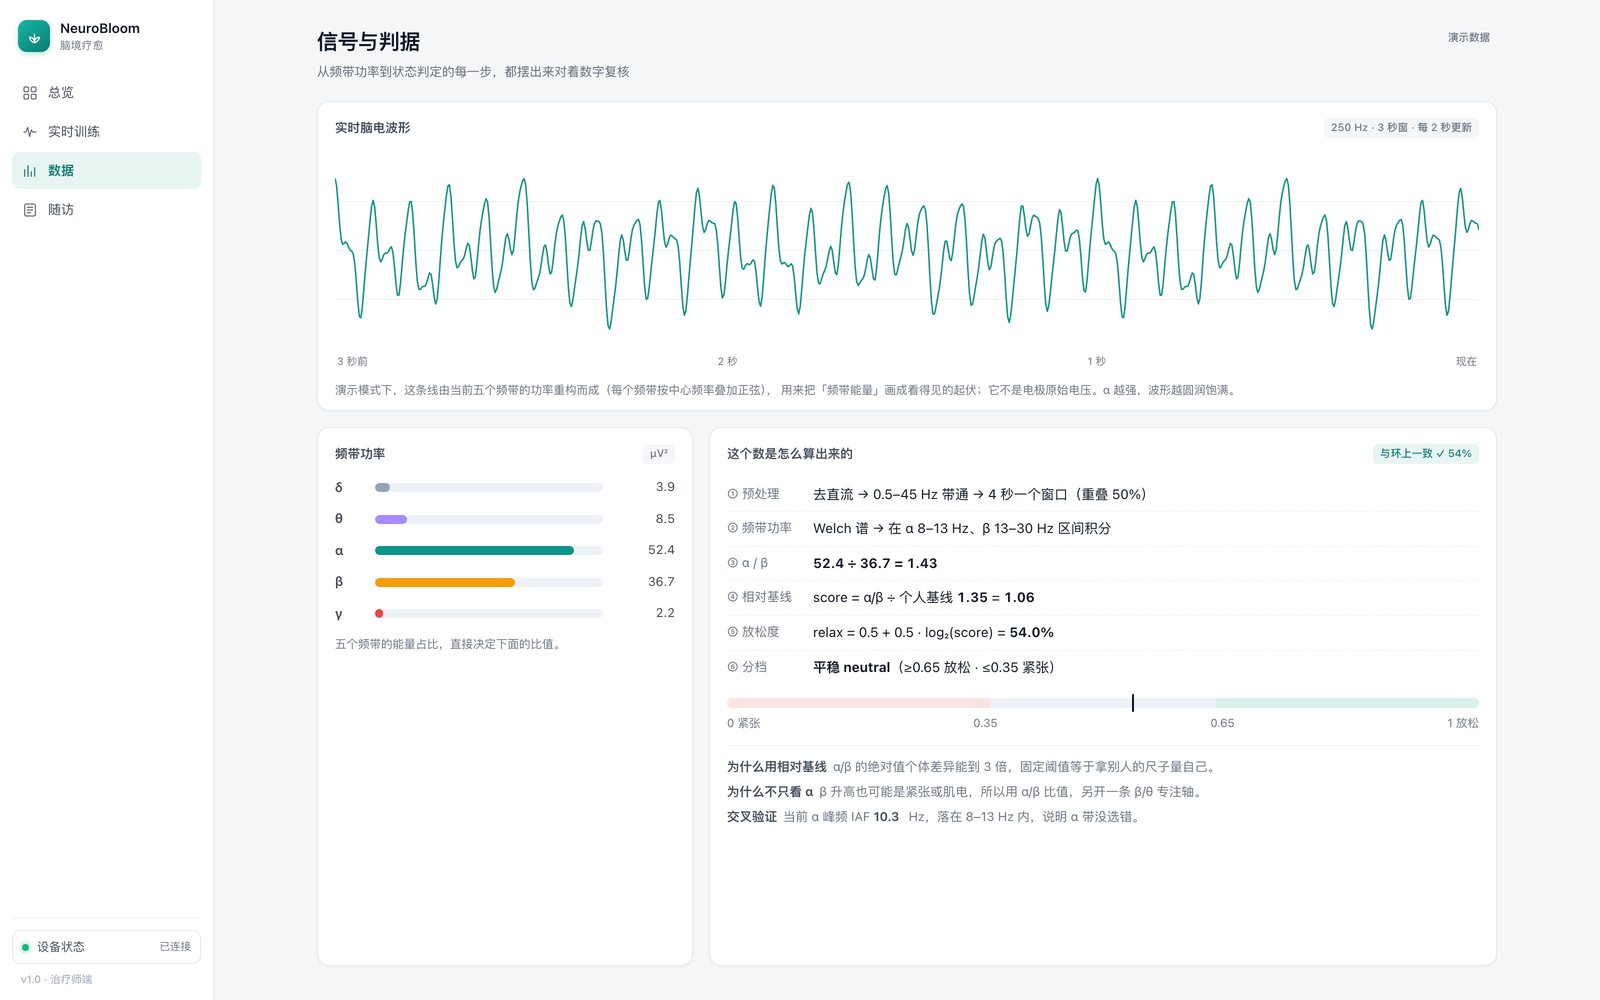 NeuroBloom
脑境疗愈
总览
实时训练
数据
随访
设备状态 已连接
v1.0 · 治疗师端
信号与判据
演示数据
从频带功率到状态判定的每一步，都摆出来对着数字复核
实时脑电波形
250 Hz · 3 秒窗 · 每 2 秒更新
3 秒前 2 秒 1 秒 现在
演示模式下，这条线由当前五个频带的功率重构而成（每个频带按中心频率叠加正弦）， 用来把「频带能量」画成看得见的起伏；它不是电极原始电压。α 越强，波形越圆润饱满。
频带功率 μV²
δ 3.9
θ 8.5
α 52.4
β 36.7
γ 2.2
五个频带的能量占比，直接决定下面的比值。
这个数是怎么算出来的
与环上一致 ✓ 54%
① 预处理 去直流 → 0.5–45 Hz 带通 → 4 秒一个窗口（重叠 50%）
② 频带功率 Welch 谱 → 在 α 8–13 Hz、β 13–30 Hz 区间积分
③ α / β 52.4 ÷ 36.7 = 1.43
④ 相对基线 score = α/β ÷ 个人基线 1.35 = 1.06
⑤ 放松度 relax = 0.5 + 0.5 · log₂(score) = 54.0%
⑥ 分档 平稳 neutral（≥0.65 放松 · ≤0.35 紧张）
0 紧张 0.35 0.65 1 放松
为什么用相对基线 α/β 的绝对值个体差异能到 3 倍，固定阈值等于拿别人的尺子量自己。
为什么不只看 α β 升高也可能是紧张或肌电，所以用 α/β 比值，另开一条 β/θ 专注轴。
交叉验证 当前 α 峰频 IAF 10.3 Hz，落在 8–13 Hz 内，说明 α 带没选错。